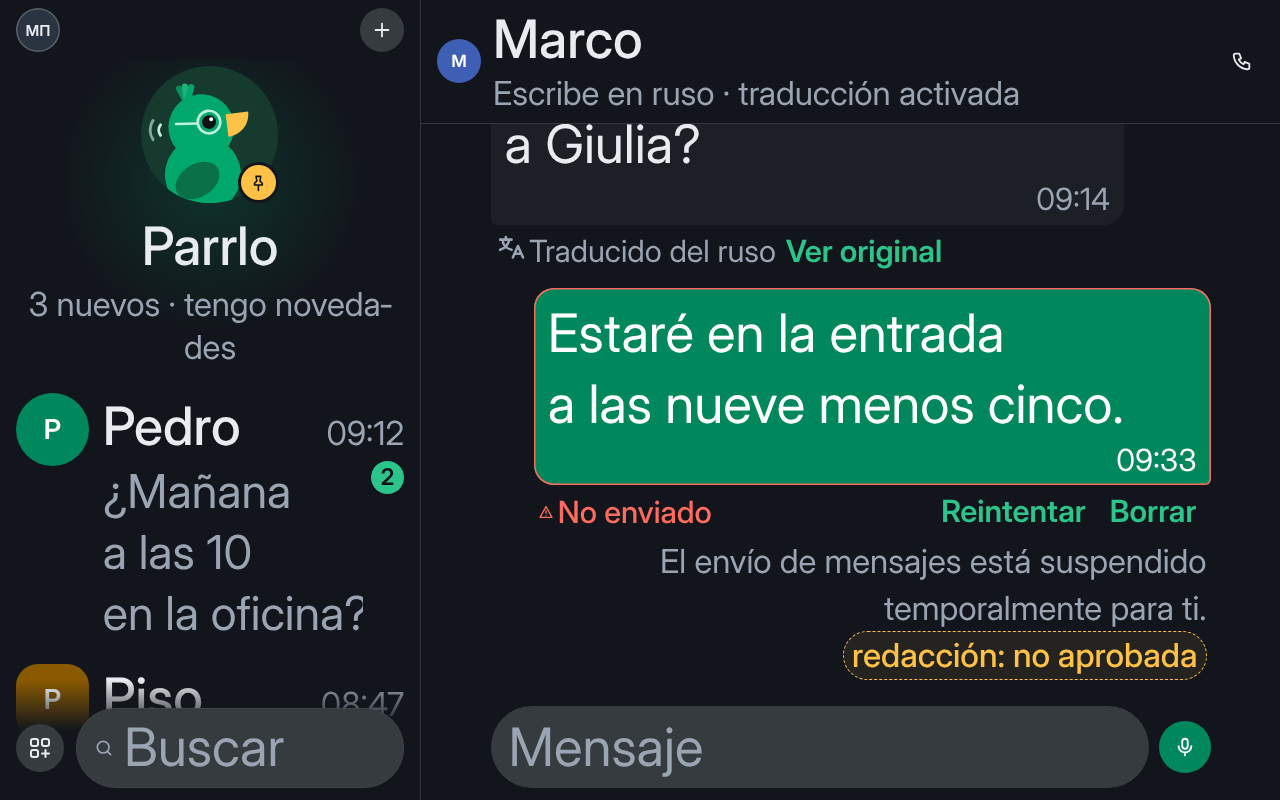 МП
Parrlo
3 nuevos · tengo noveda-
des
P
Pedro
09:12
¿Mañana
a las 10
en la oficina?
2
P
Piso
08:47
Buscar
M
Marco
Escribe en ruso · traducción activada
a Giulia?
09:14
Traducido del ruso Ver original
Estaré en la entrada
a las nueve menos cinco.
09:33
No enviado
Reintentar Borrar
El envío de mensajes está suspendido
temporalmente para ti.
redacción: no aprobada
Mensaje